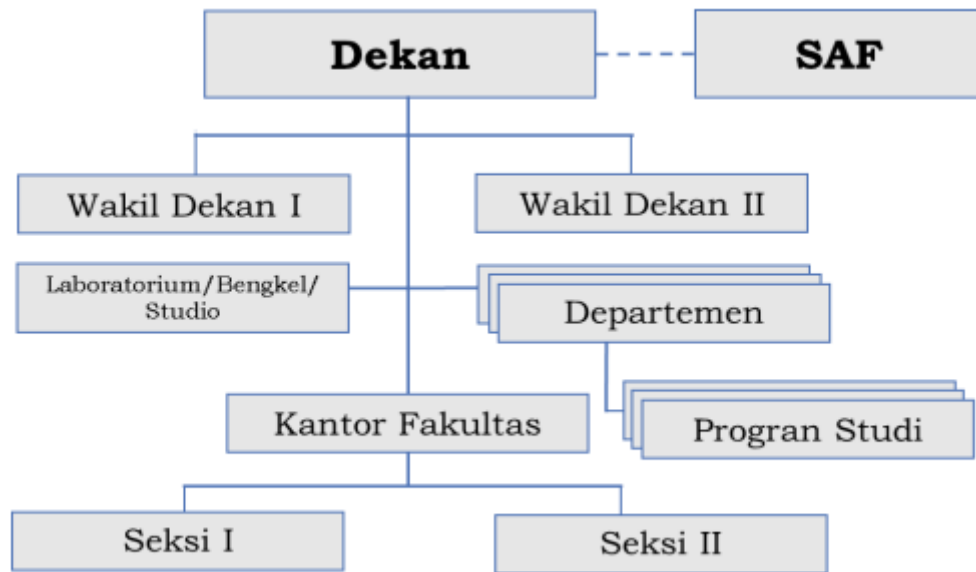 Dekan
SAF
Wakil Dekan I
Wakil Dekan II
Laboratorium/Bengkel/
Studio
Departemen
Kantor Fakultas
Progran Studi
Seksi I
Seksi II